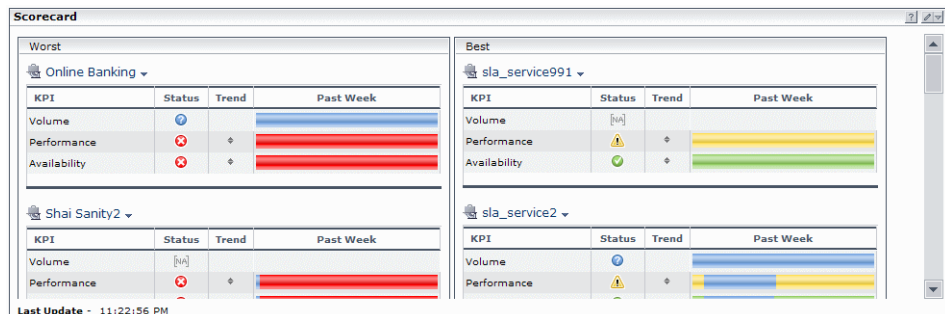 Scorecard
Worst
Online Banking
KPI Status Trend Past Week
Volume
Performance
Availability
Shai Sanity2
KPI Status Trend Past Week
Volume [NA]
Performance
Best
sla_service991
KPI Status Trend Past Week
Volume [NA]
Performance
Availability
sla_service2
KPI Status Trend Past Week
Volume
Performance
Last Update - 11:22:56 PM